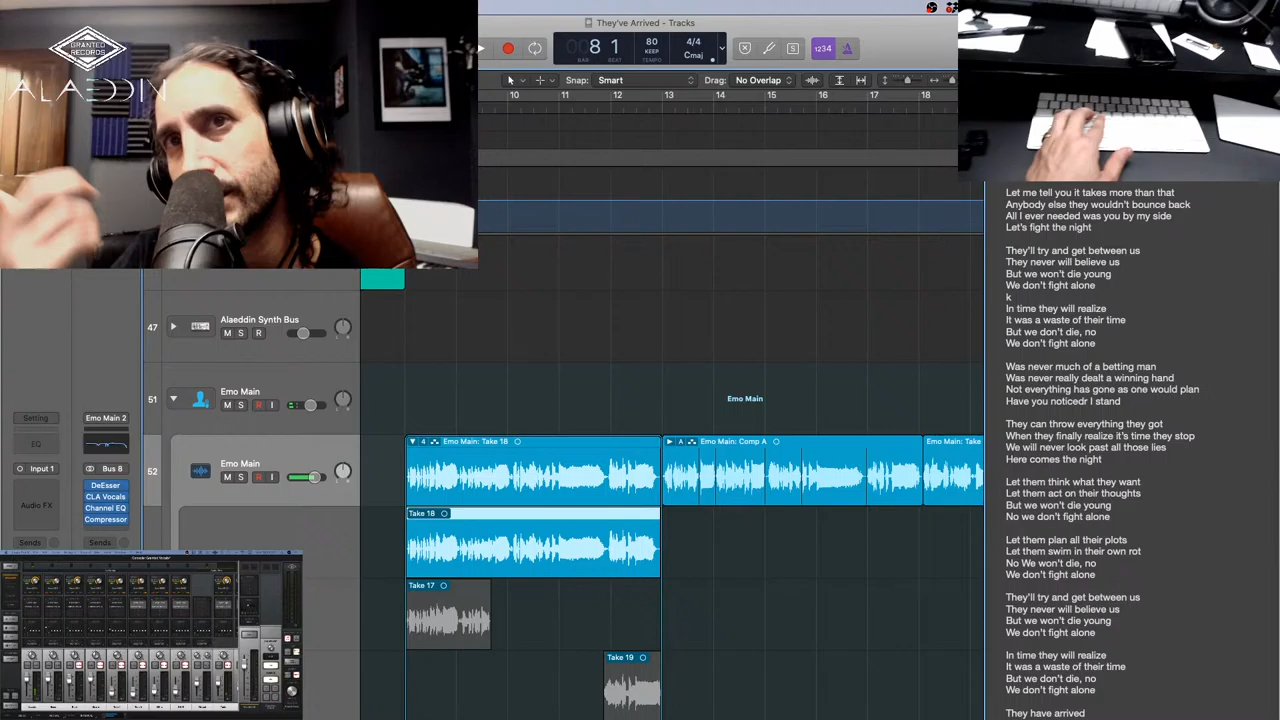 GRANTED
RECORDS
ALAEDDIN
They've Arrived - Tracks
008 1
BAR
BEAT
80
KEEP
TEMPO
4/4
Cmaj
S
1234
Snap:
Smart
Drag:
No Overlap
10
11
12
13
14
15
16
17
18
47
Alaeddin Synth Bus
M
S
R
51
Emo Main
M
S
R
I
Emo Main
52
Emo Main
M
S
R
I
4
Emo Main: Take 18
A
Emo Main: Comp A
Emo Main: Take
Take 18
Take 17
Take 19
Setting
EQ
Input 1
Audio FX
Sends
Emo Main 2
Bus 8
DeEsser
CLA Vocals
Channel EQ
Compressor
Sends
Let me tell you it takes more than that
Anybody else they wouldn't bounce back
All I ever needed was you by my side
Let's fight the night
They'll try and get between us
They never will believe us
But we won't die young
We don't fight alone
k
In time they will realize
It was a waste of their time
But we don't die, no
We don't fight alone
Was never much of a betting man
Was never really dealt a winning hand
Not everything has gone as one would plan
Have you noticedr I stand
They can throw everything they got
When they finally realize it's time they stop
We will never look past all those lies
Here comes the night
Let them think what they want
Let them act on their thoughts
But we won't die young
No we don't fight alone
Let them plan all their plots
Let them swim in their own rot
No We won't die, no
We don't fight alone
They'll try and get between us
They never will believe us
But we won't die young
We don't fight alone
In time they will realize
It was a waste of their time
But we don't die, no
We don't fight alone
They have arrived